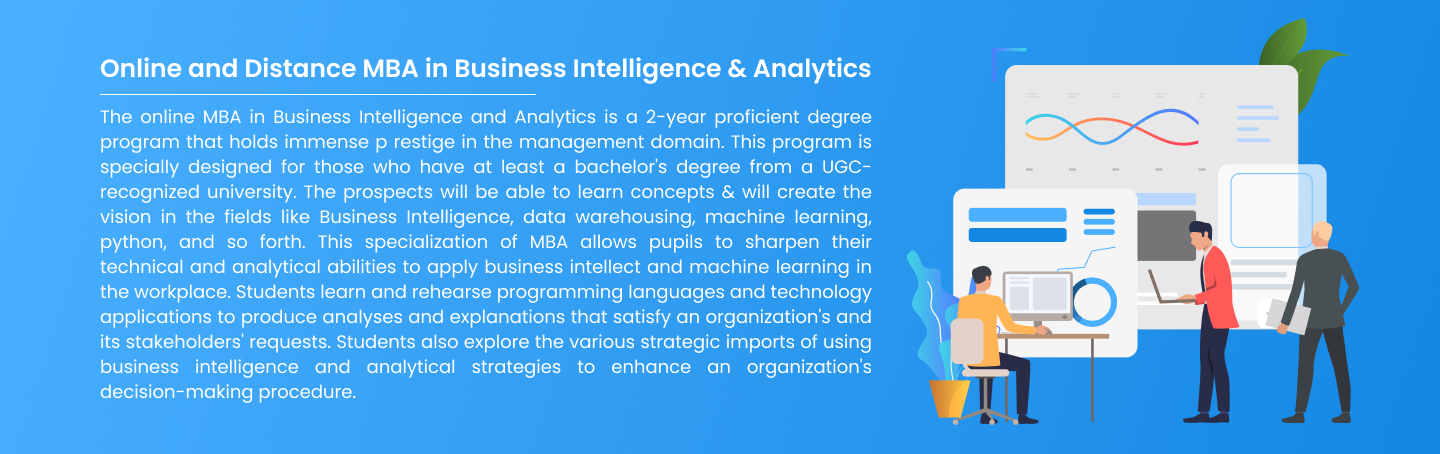 Online and Distance MBA in Business Intelligence & Analytics
The online MBA in Business Intelligence and Analytics is a 2-year proficient degree
program that holds immense p restige in the management domain. This program is
specially designed for those who have at least a bachelor's degree from a UGC-
recognized university. The prospects will be able to learn concepts & will create the
vision in the fields like Business Intelligence, data warehousing, machine learning,
python, and so forth. This specialization of MBA allows pupils to sharpen their
technical and analytical abilities to apply business intellect and machine learning in
the workplace. Students learn and rehearse programming languages and technology
applications to produce analyses and explanations that satisfy an organization's and
its stakeholders' requests. Students also explore the various strategic imports of using
business intelligence and analytical strategies to enhance an organization's
decision-making procedure.